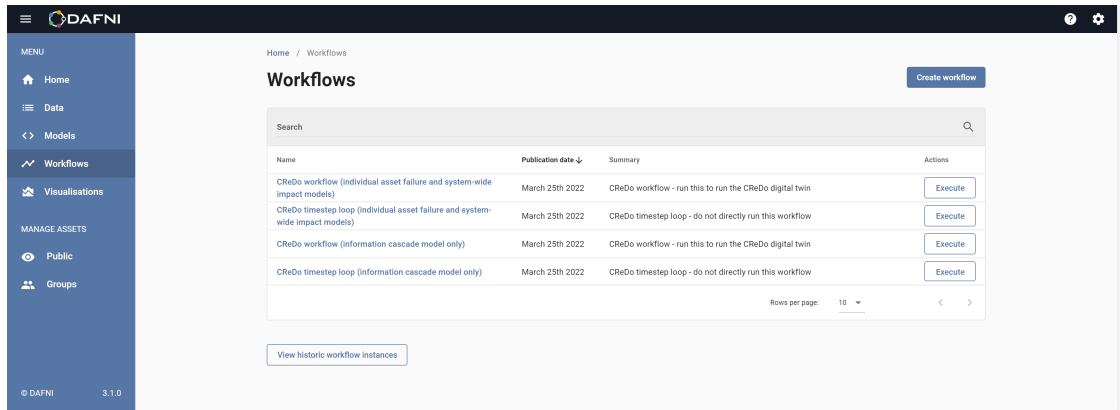 DAFNI
MENU
Home
Data
Models
Workflows
Visualisations
MANAGE ASSETS
Public
Groups
© DAFNI 3.1.0
Home / Workflows
Workflows
Create workflow
Search
Name Publication date Summary Actions
CReDo workflow (individual asset failure and system-wide
impact models) March 25th 2022 CReDo workflow - run this to run the CReDo digital twin Execute
CReDo timestep loop (individual asset failure and system-
wide impact models) March 25th 2022 CReDo timestep loop - do not directly run this workflow Execute
CReDo workflow (information cascade model only) March 25th 2022 CReDo workflow - run this to run the CReDo digital twin Execute
CReDo timestep loop (information cascade model only) March 25th 2022 CReDo timestep loop - do not directly run this workflow Execute
Rows per page: 10
View historic workflow instances